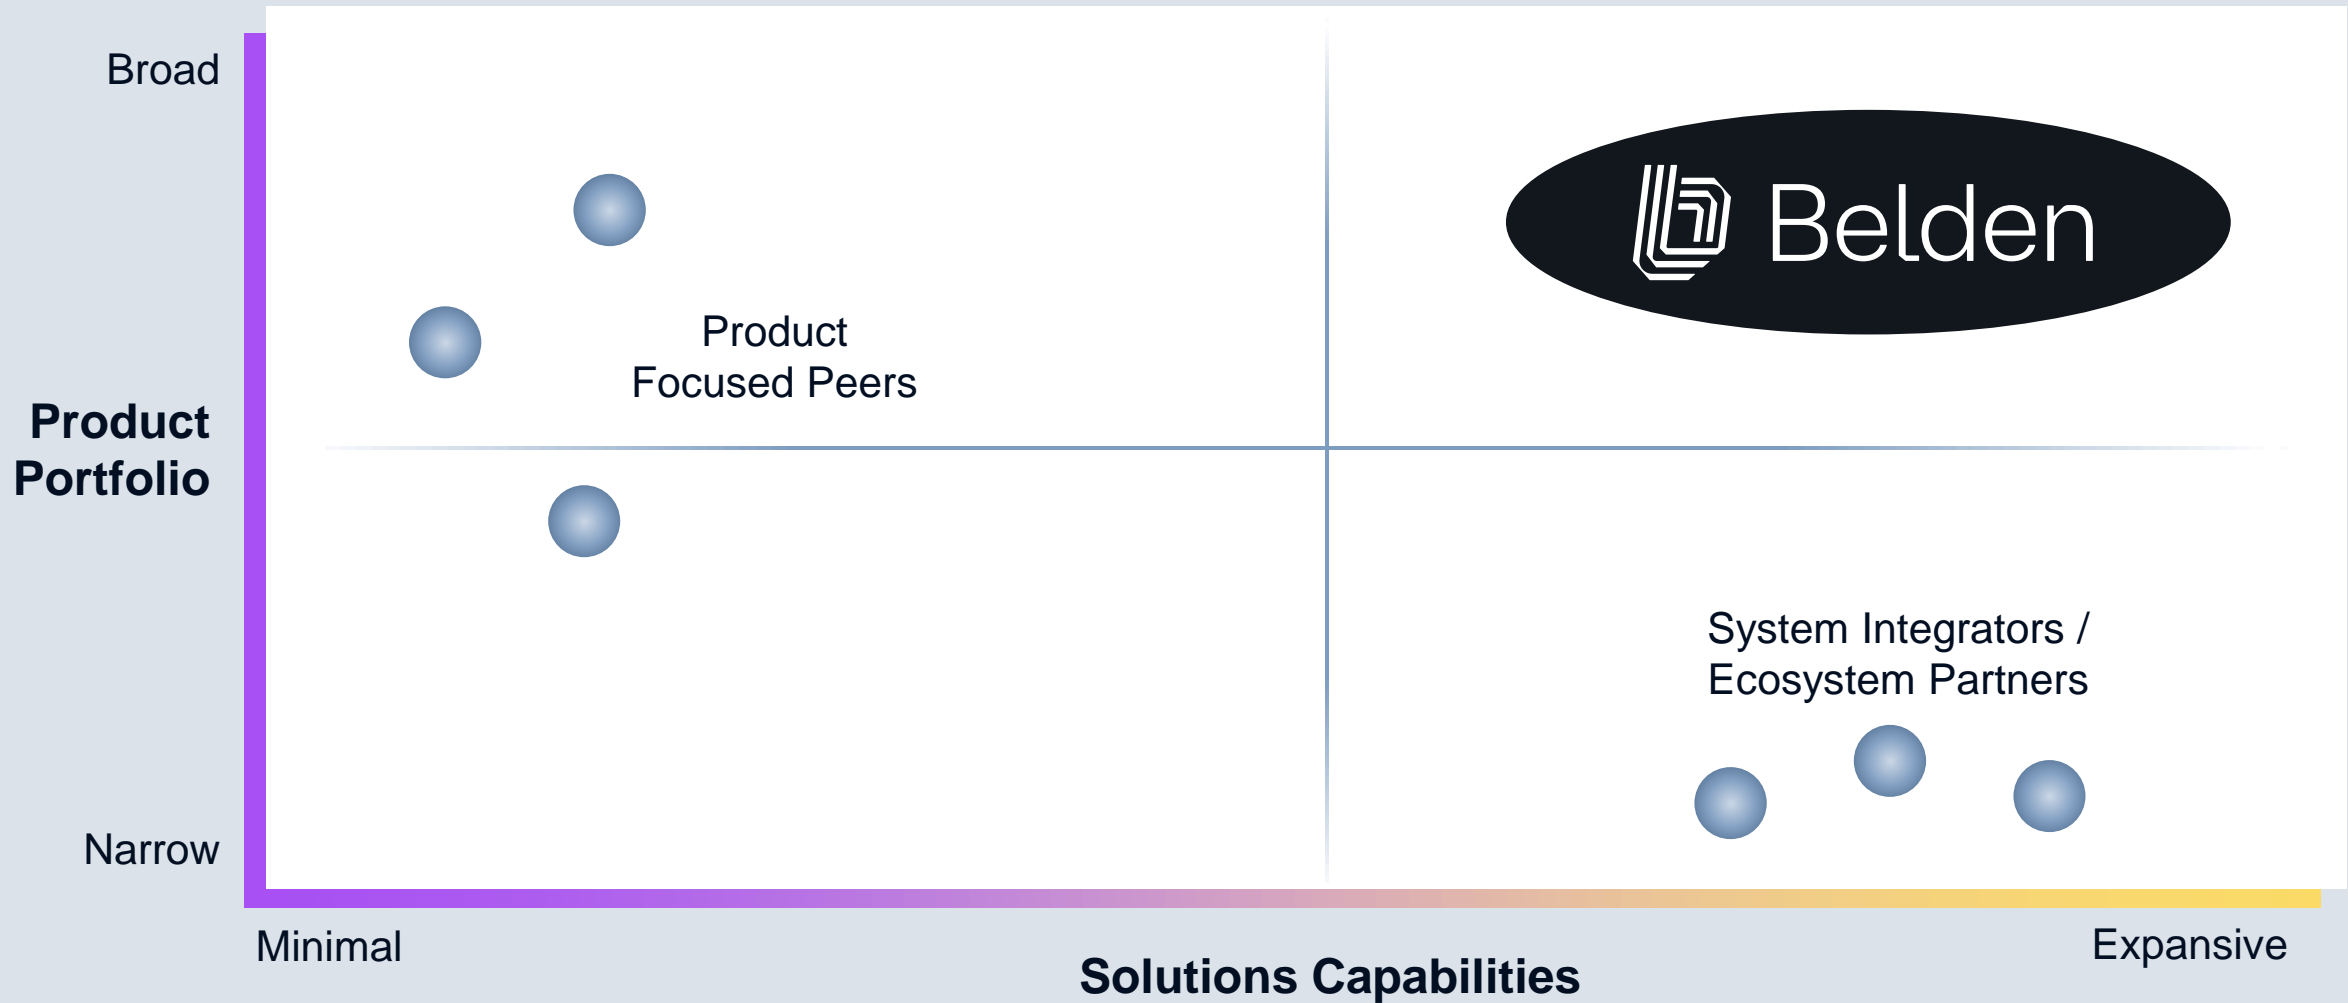 Broad
Belden
Product
Focused Peers
Product
Portfolio
System Integrators /
Ecosystem Partners
Narrow
Minimal
Expansive
Solutions Capabilities